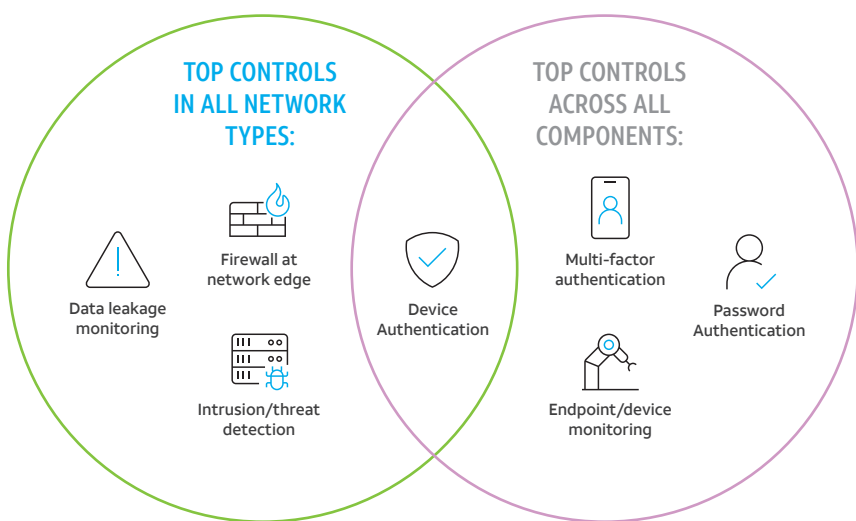 TOP CONTROLS
IN ALL NETWORK
TYPES:
Data leakage
monitoring
Firewall at
network edge
Intrusion/threat
detection
Device
Authentication
TOP CONTROLS
ACROSS ALL
COMPONENTS:
Multi-factor
authentication
Endpoint/device
monitoring
Password
Authentication